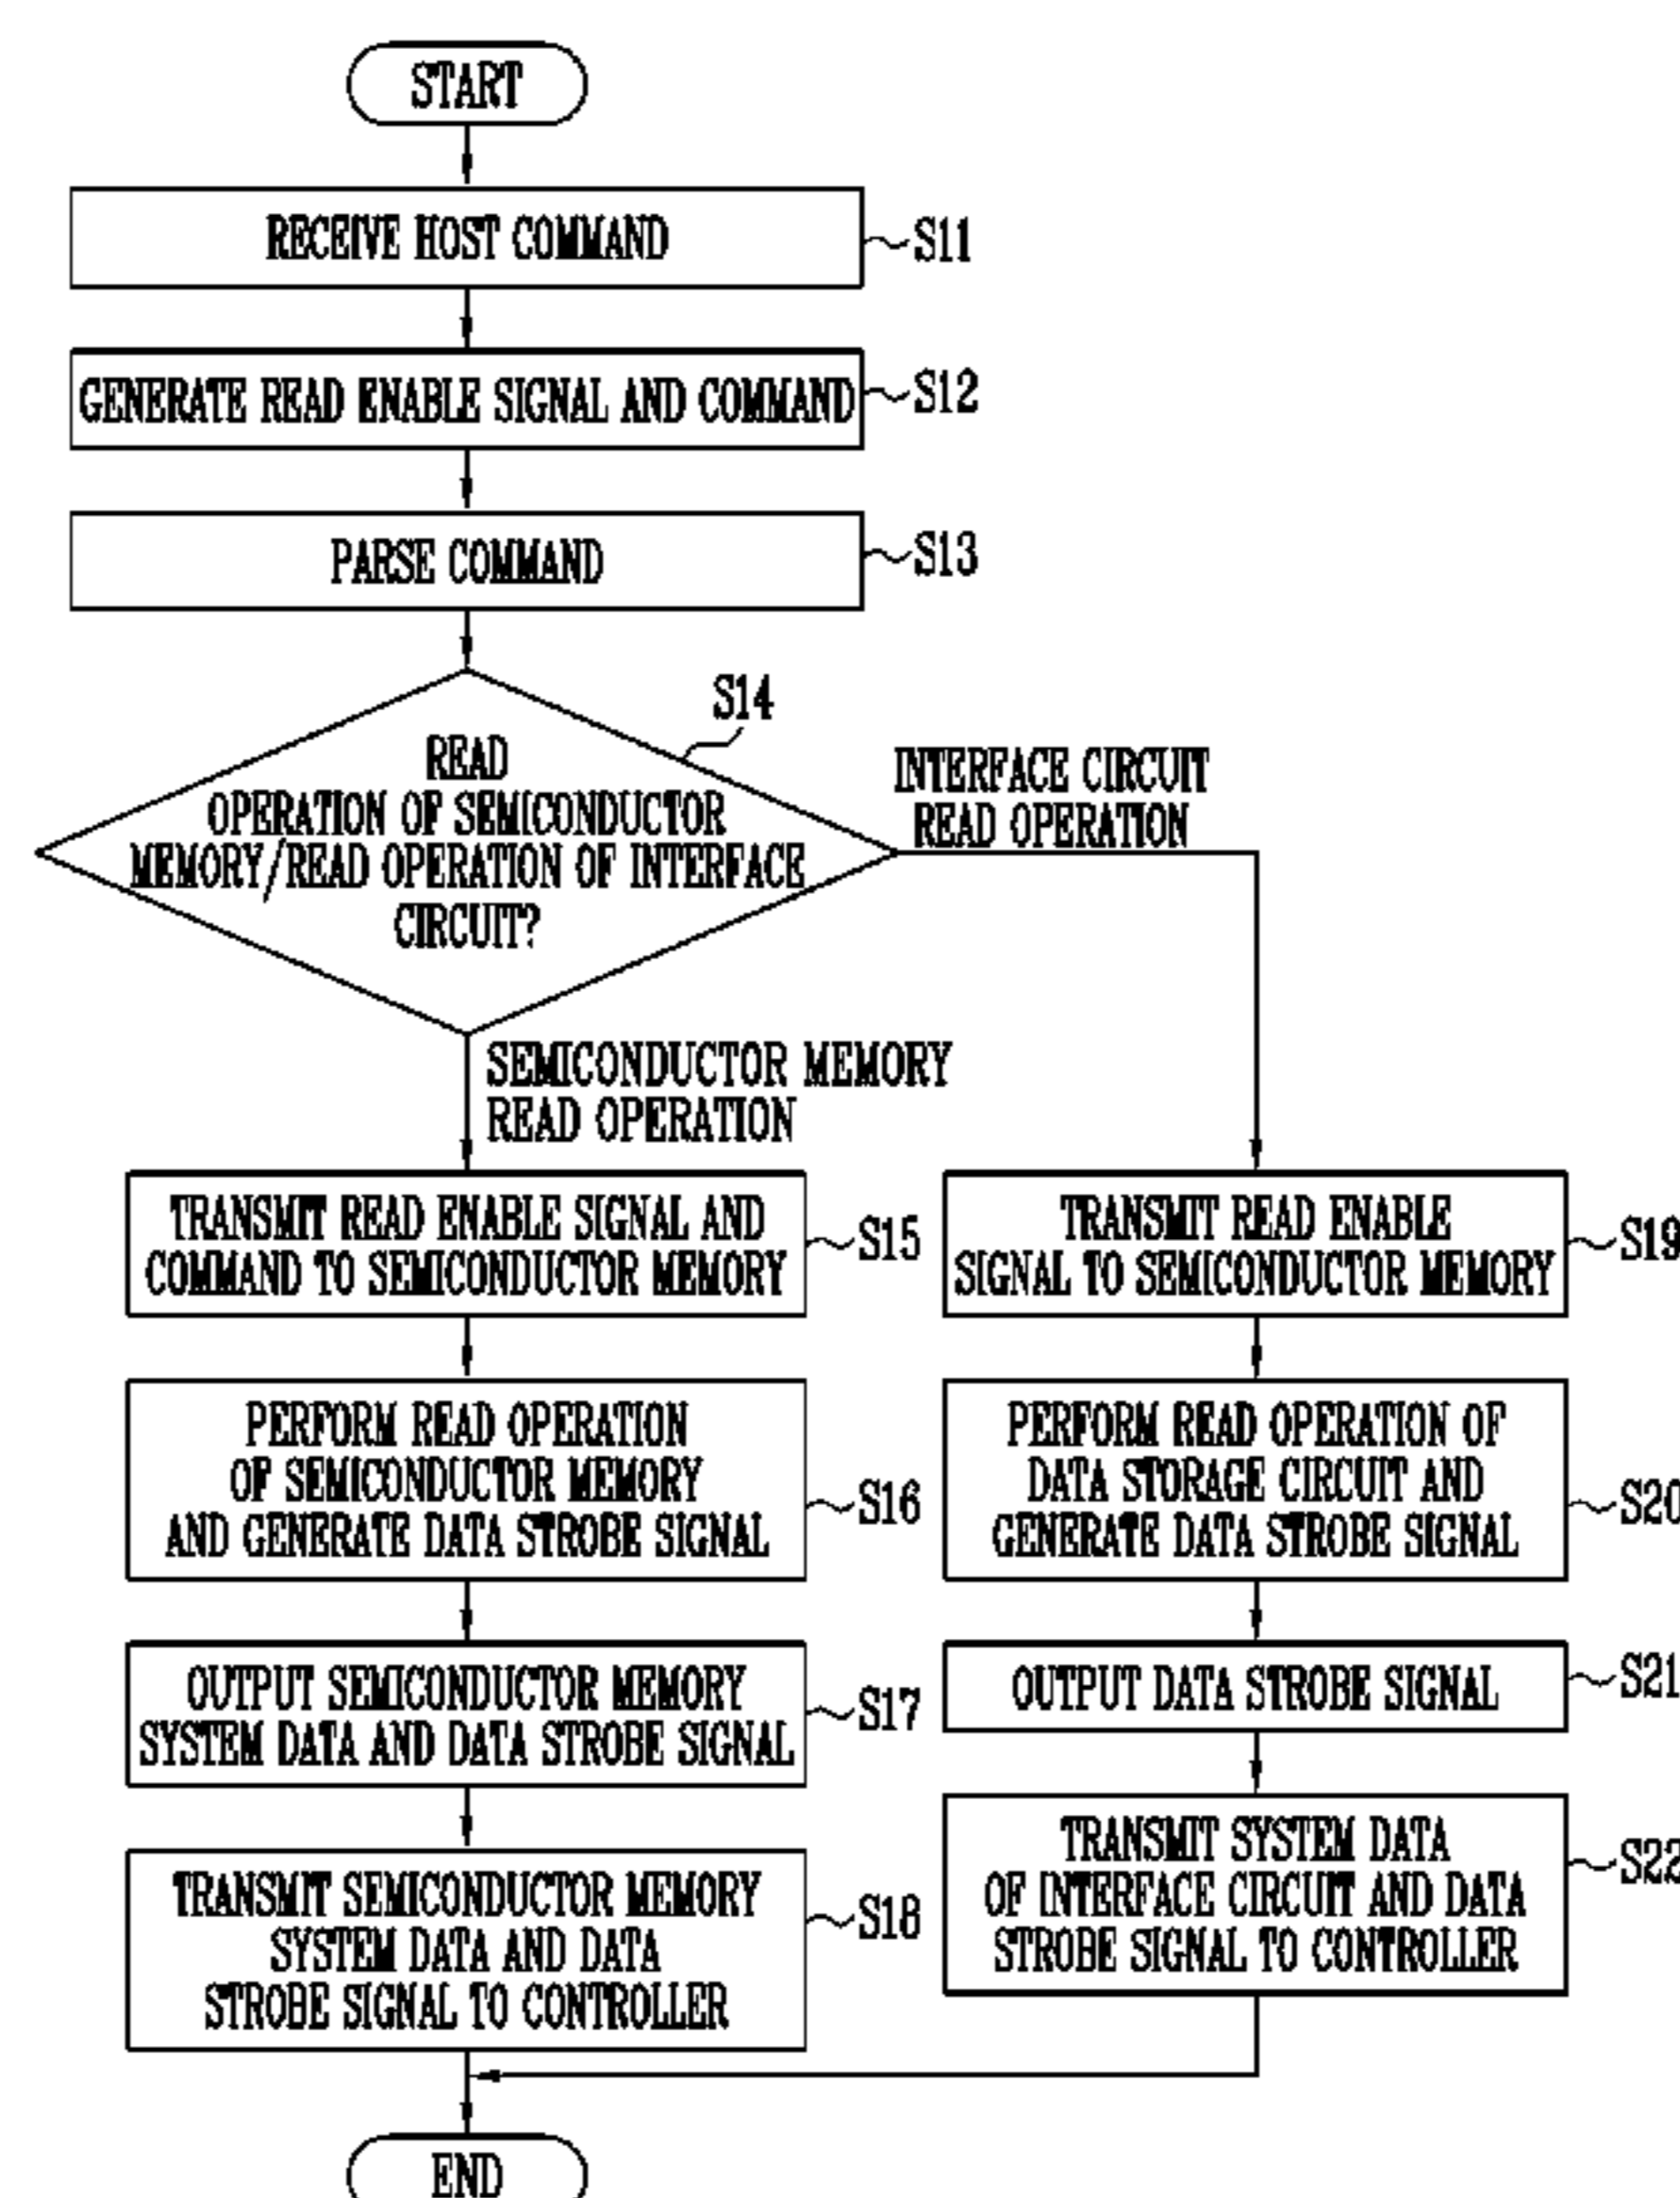 START
RECEIVE HOST COMMAND
S11
GENERATE READ ENABLE SIGNAL AND COMMAND
S12
PARSE COMMAND
S13
S14
READ
OPERATION OF SEMICONDUCTOR
MEMORY/READ OPERATION OF INTERFACE
CIRCUIT?
INTERFACE CIRCUIT
READ OPERATION
SEMICONDUCTOR MEMORY
READ OPERATION
TRANSMIT READ ENABLE SIGNAL AND
COMMAND TO SEMICONDUCTOR MEMORY
S15
PERFORM READ OPERATION
OF SEMICONDUCTOR MEMORY
AND GENERATE DATA STROBE SIGNAL
S16
OUTPUT SEMICONDUCTOR MEMORY
SYSTEM DATA AND DATA STROBE SIGNAL
S17
TRANSMIT SEMICONDUCTOR MEMORY
SYSTEM DATA AND DATA
STROBE SIGNAL TO CONTROLLER
S18
TRANSMIT READ ENABLE
SIGNAL TO SEMICONDUCTOR MEMORY
S19
PERFORM READ OPERATION OF
DATA STORAGE CIRCUIT AND
GENERATE DATA STROBE SIGNAL
S20
OUTPUT DATA STROBE SIGNAL
S21
TRANSMIT SYSTEM DATA
OF INTERFACE CIRCUIT AND DATA
STROBE SIGNAL TO CONTROLLER
S22
END